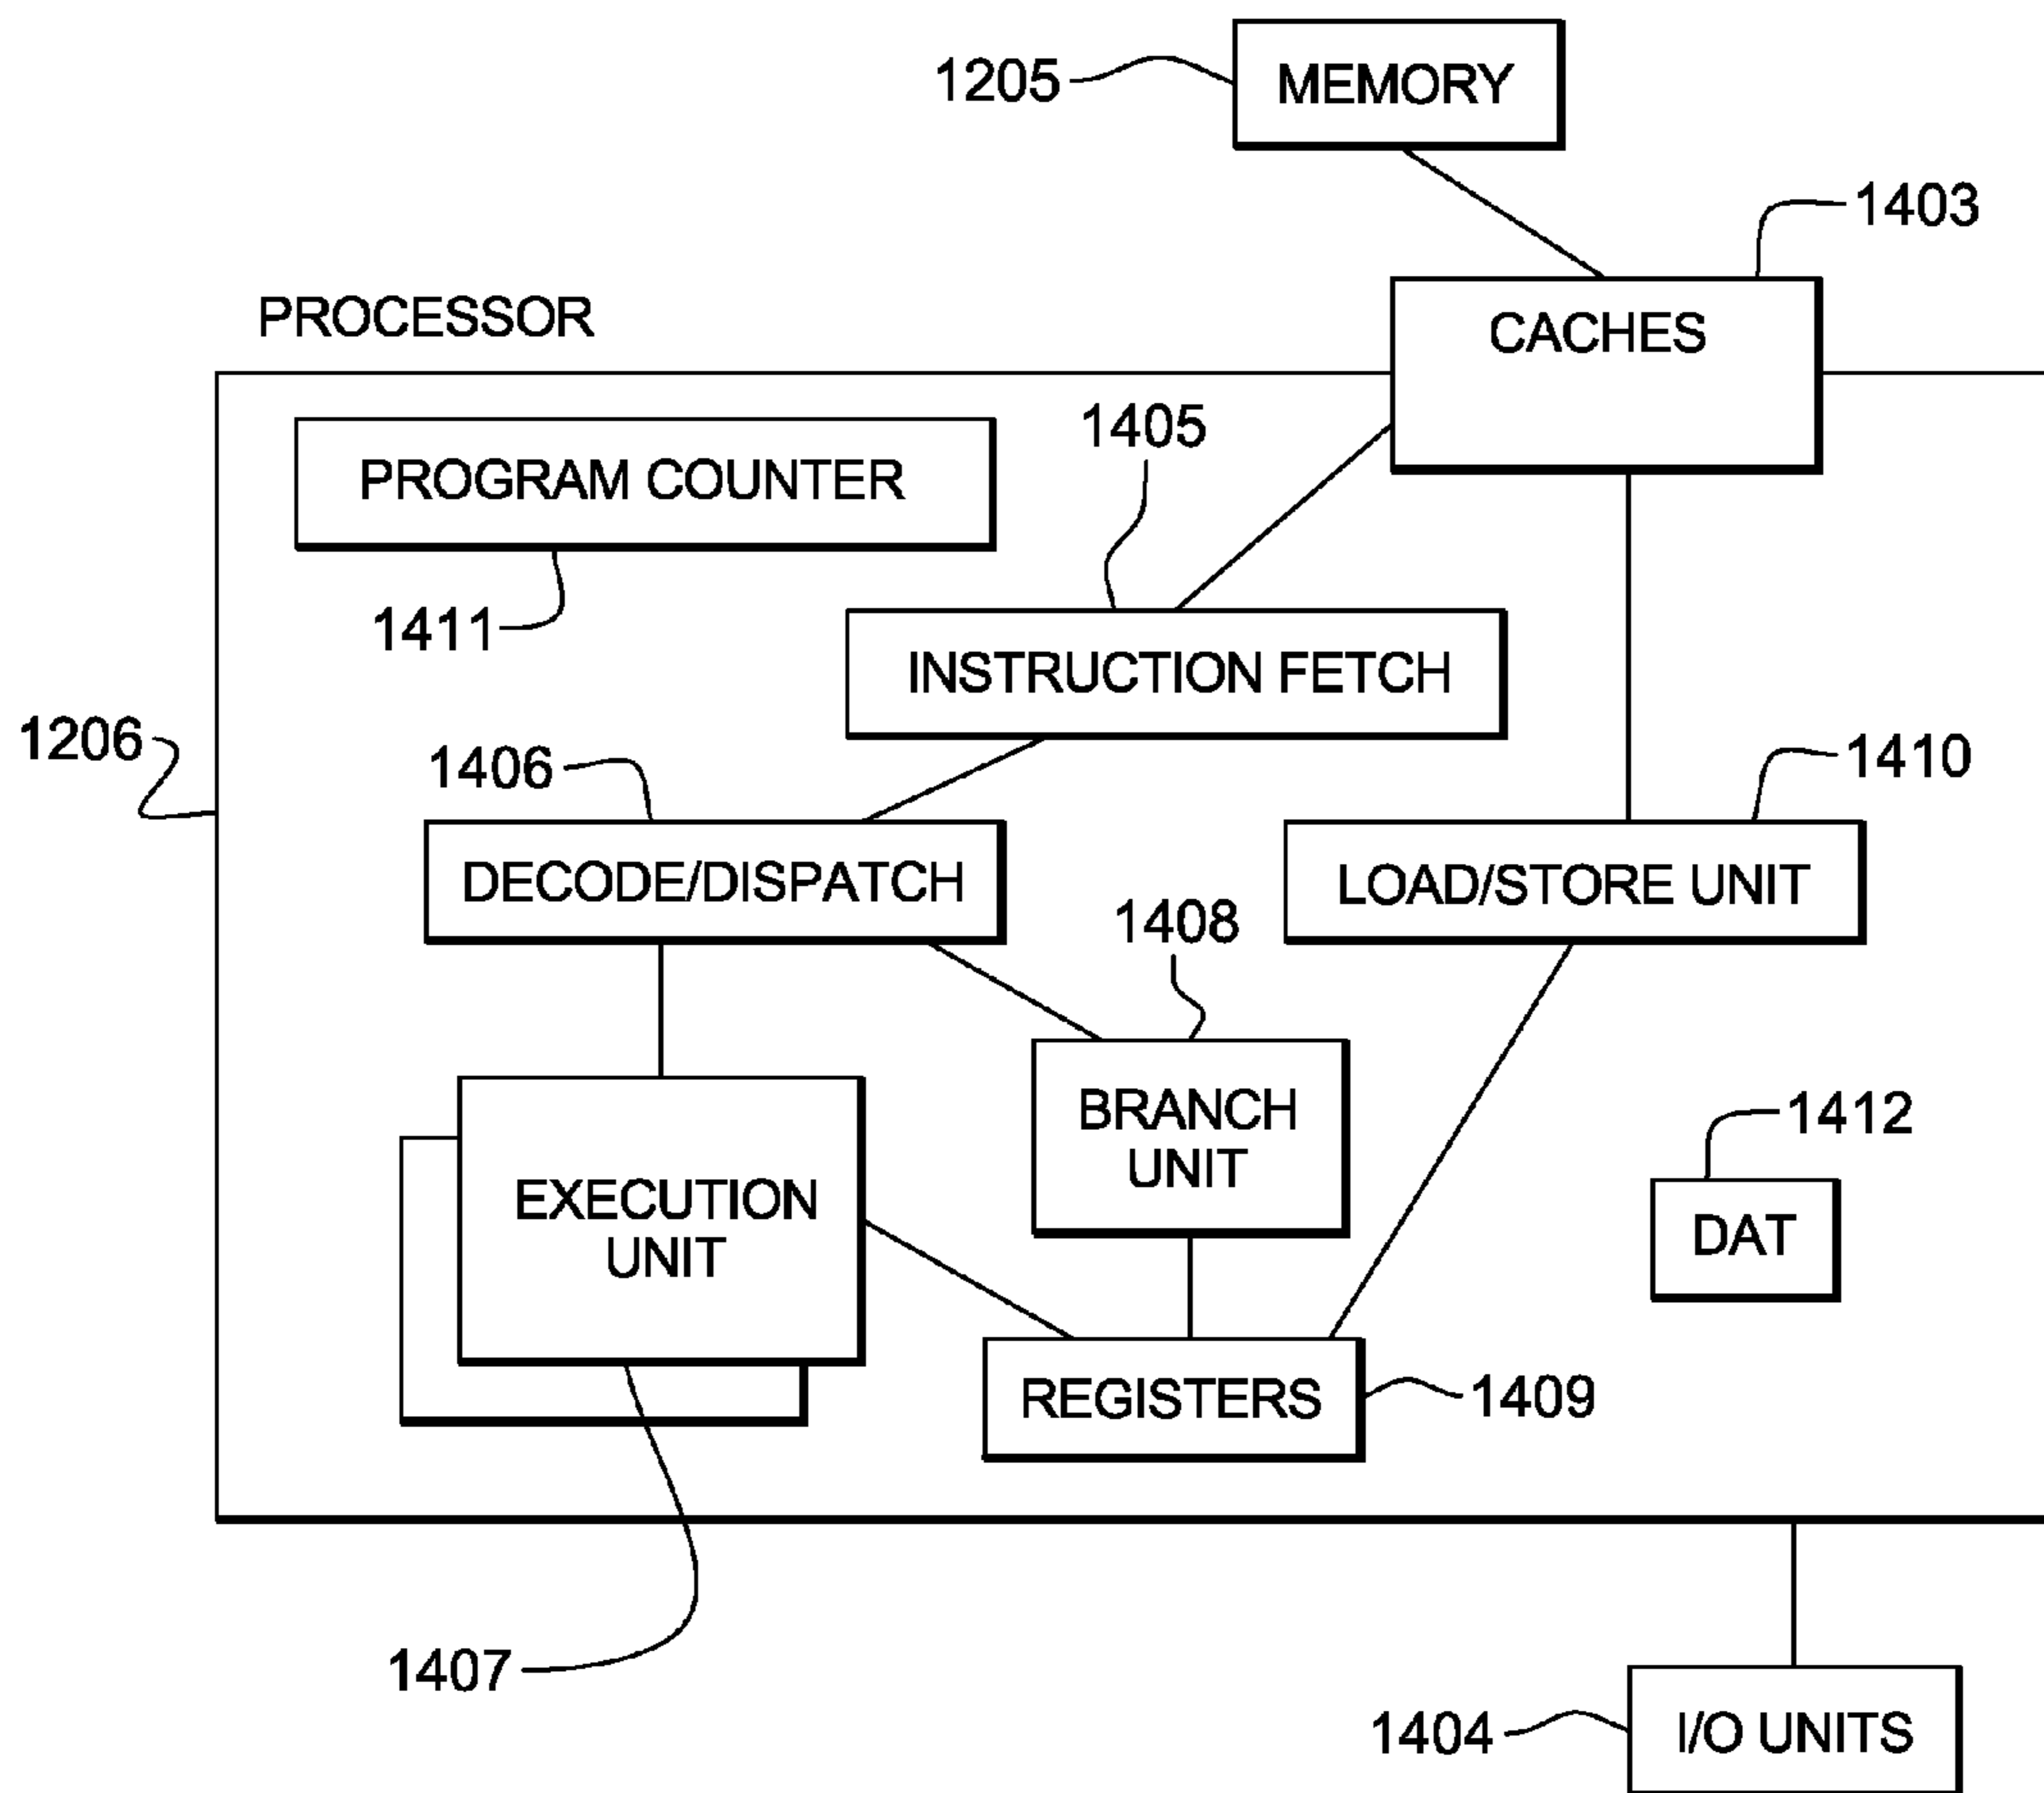 1205
MEMORY
1403
CACHES
PROCESSOR
1405
PROGRAM COUNTER
1411
INSTRUCTION FETCH
1206
1406
1410
DECODE/DISPATCH
LOAD/STORE UNIT
1408
BRANCH
UNIT
1412
EXECUTION
UNIT
DAT
REGISTERS
1409
1407
1404
I/O UNITS